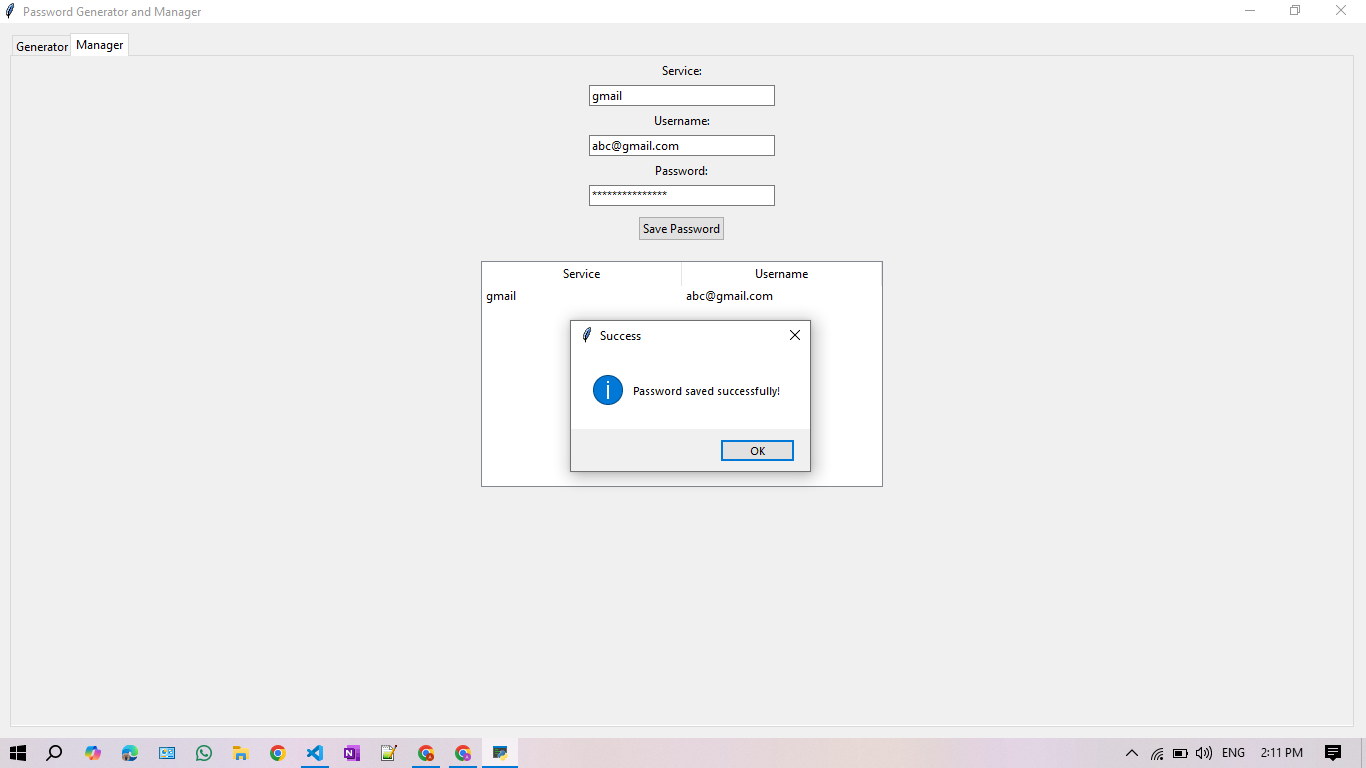 Password Generator and Manager
Generator Manager
Service:
gmail
Username:
abc@gmail.com
Password:
***************
Save Password
Service Username
gmail abc@gmail.com
Success
Password saved successfully!
OK
ENG 2:11 PM